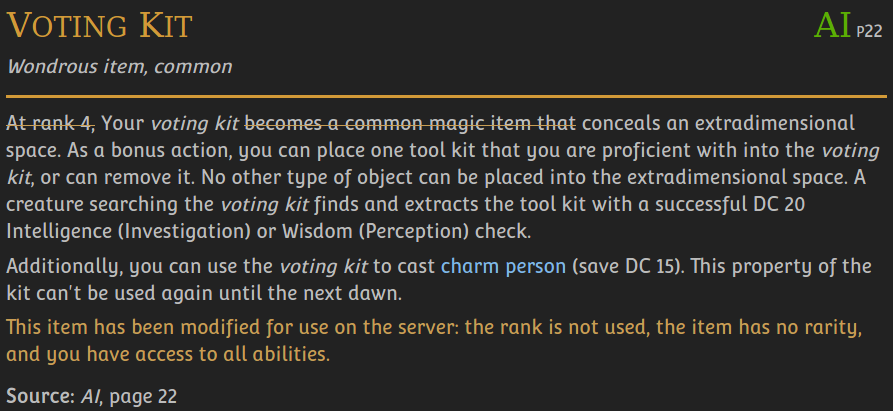 VOTING KIT AI P22
Wondrous item, common
At rank 4, Your voting kit becomes a common magic item that conceals an extradimensional
space. As a bonus action, you can place one tool kit that you are proficient with into the voting
kit, or can remove it. No other type of object can be placed into the extradimensional space. A
creature searching the voting kit finds and extracts the tool kit with a successful DC 20
Intelligence (Investigation) or Wisdom (Perception) check.
Additionally, you can use the voting kit to cast charm person (save DC 15). This property of the
kit can't be used again until the next dawn.
This item has been modified for use on the server: the rank is not used, the item has no rarity,
and you have access to all abilities.
Source: AI, page 22